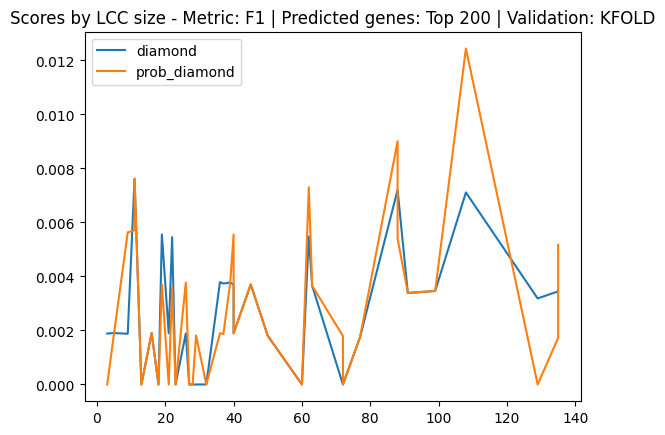 Scores by LCC size - Metric: F1 | Predicted genes: Top 200 | Validation: KFOLD
diamond
prob_diamond
0.012
0.010
0.008
0.006
0.004
0.002
0.000
0 20 40 60 80 100 120 140